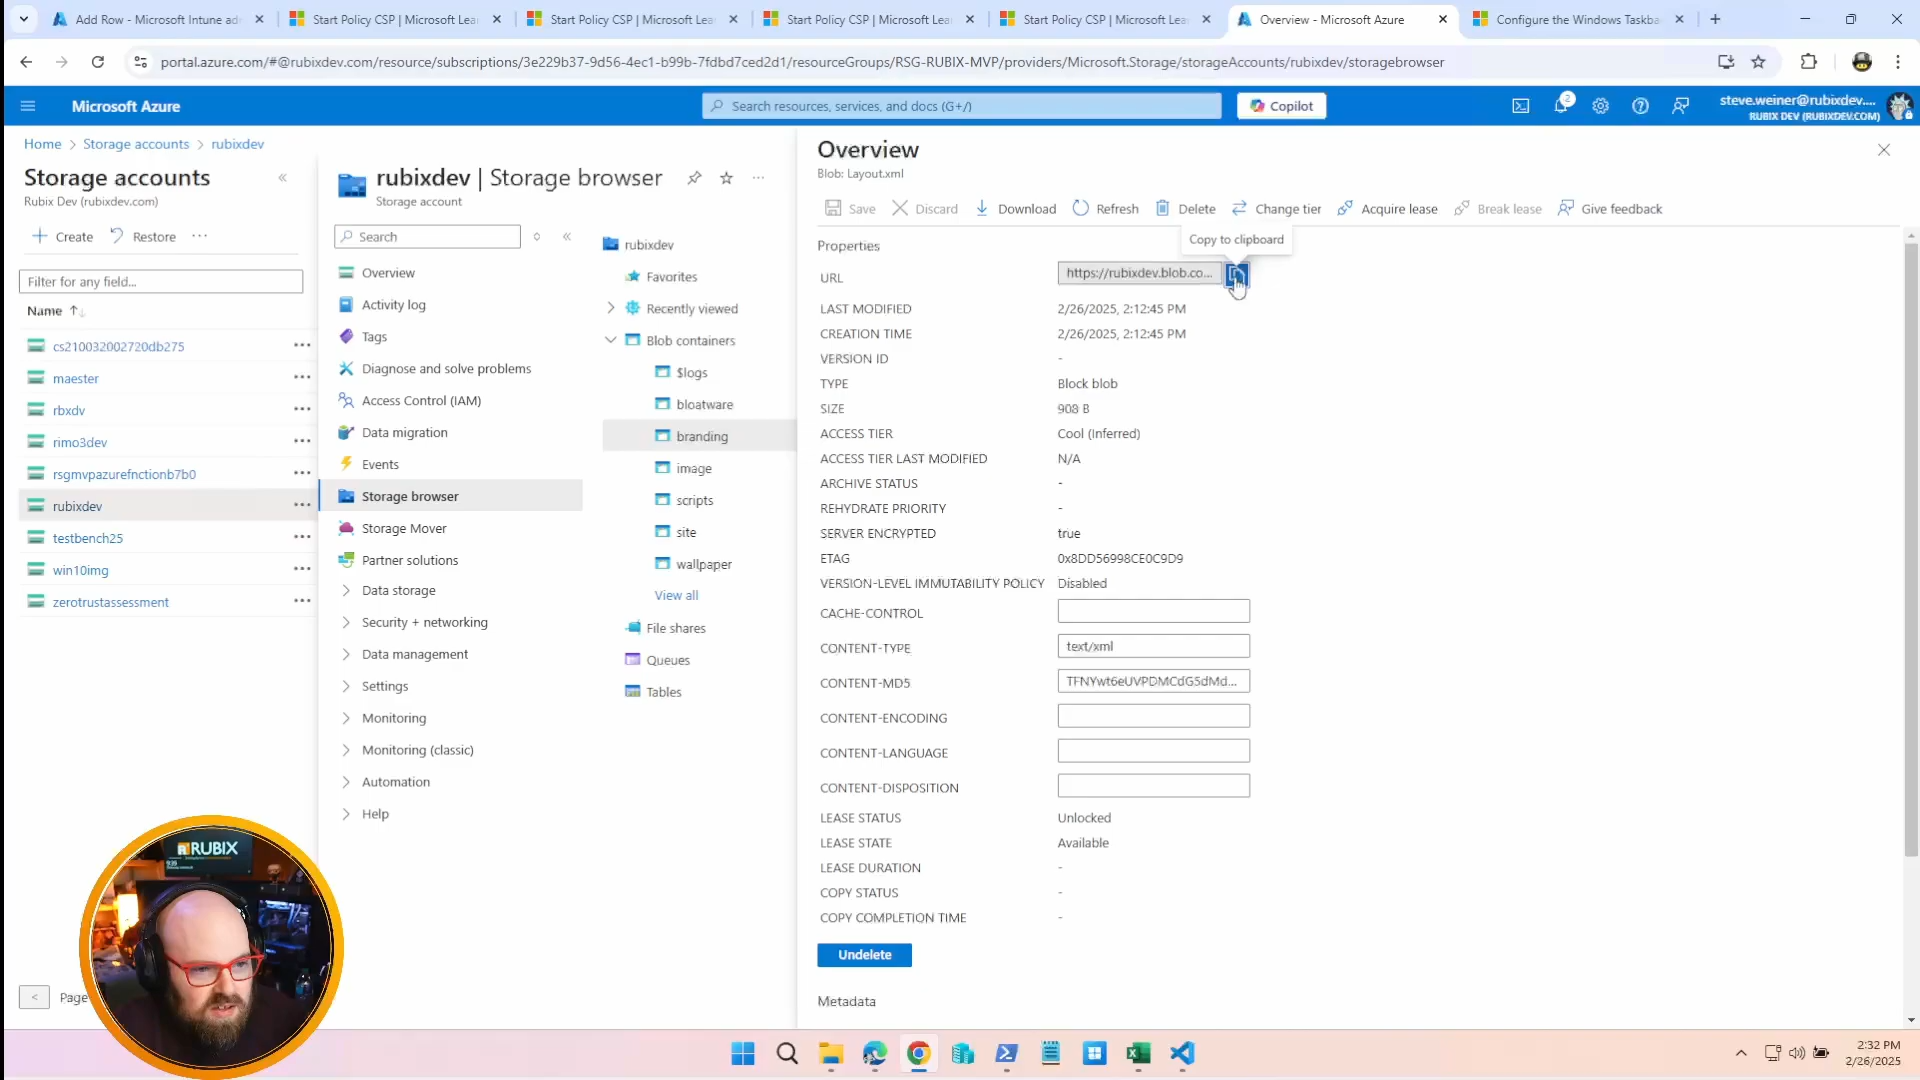 Add Row - Microsoft Intune ad
Start Policy CSP | Microsoft Lea
Start Policy CSP | Microsoft Lea
Start Policy CSP | Microsoft Lea
Start Policy CSP | Microsoft Lea
Overview - Microsoft Azure
Configure the Windows Taskba
portal.azure.com/#@rubixdev.com/resource/subscriptions/3e229b37-9d56-4ec1-b99b-7fdbd7ced2d1/resourceGroups/RSG-RUBIX-MVP/providers/Microsoft.Storage/storageAccounts/rubixdev/storagebrowser
Microsoft Azure
Search resources, services, and docs (G+/)
Copilot
2
steve.weiner@rubixdev....
RUBIX DEV (RUBIXDEV.COM)
Home > Storage accounts > rubixdev
Storage accounts
Rubix Dev (rubixdev.com)
Create
Restore
Filter for any field...
Name
cs210032002720db275
maester
rbxdv
rimo3dev
rsgmvpazurefnctionb7b0
rubixdev
testbench25
win10img
zerotrustassessment
< Page
rubixdev | Storage browser
Storage account
Search
Overview
Activity log
Tags
Diagnose and solve problems
Access Control (IAM)
Data migration
Events
Storage browser
Storage Mover
Partner solutions
Data storage
Security + networking
Data management
Settings
Monitoring
Monitoring (classic)
Automation
Help
rubixdev
Favorites
Recently viewed
Blob containers
$logs
bloatware
branding
image
scripts
site
wallpaper
View all
File shares
Queues
Tables
Overview
Blob: Layout.xml
Save
Discard
Download
Refresh
Delete
Change tier
Acquire lease
Break lease
Give feedback
Copy to clipboard
Properties
URL https://rubixdev.blob.co...
LAST MODIFIED 2/26/2025, 2:12:45 PM
CREATION TIME 2/26/2025, 2:12:45 PM
VERSION ID -
TYPE Block blob
SIZE 908 B
ACCESS TIER Cool (Inferred)
ACCESS TIER LAST MODIFIED N/A
ARCHIVE STATUS -
REHYDRATE PRIORITY -
SERVER ENCRYPTED true
ETAG 0x8DD56998CE0C9D9
VERSION-LEVEL IMMUTABILITY POLICY Disabled
CACHE-CONTROL
CONTENT-TYPE text/xml
CONTENT-MD5 TFNYwt6eUVPDMCdG5dMd...
CONTENT-ENCODING
CONTENT-LANGUAGE
CONTENT-DISPOSITION
LEASE STATUS Unlocked
LEASE STATE Available
LEASE DURATION -
COPY STATUS -
COPY COMPLETION TIME -
Undelete
Metadata
RUBIX
2:32 PM
2/26/2025